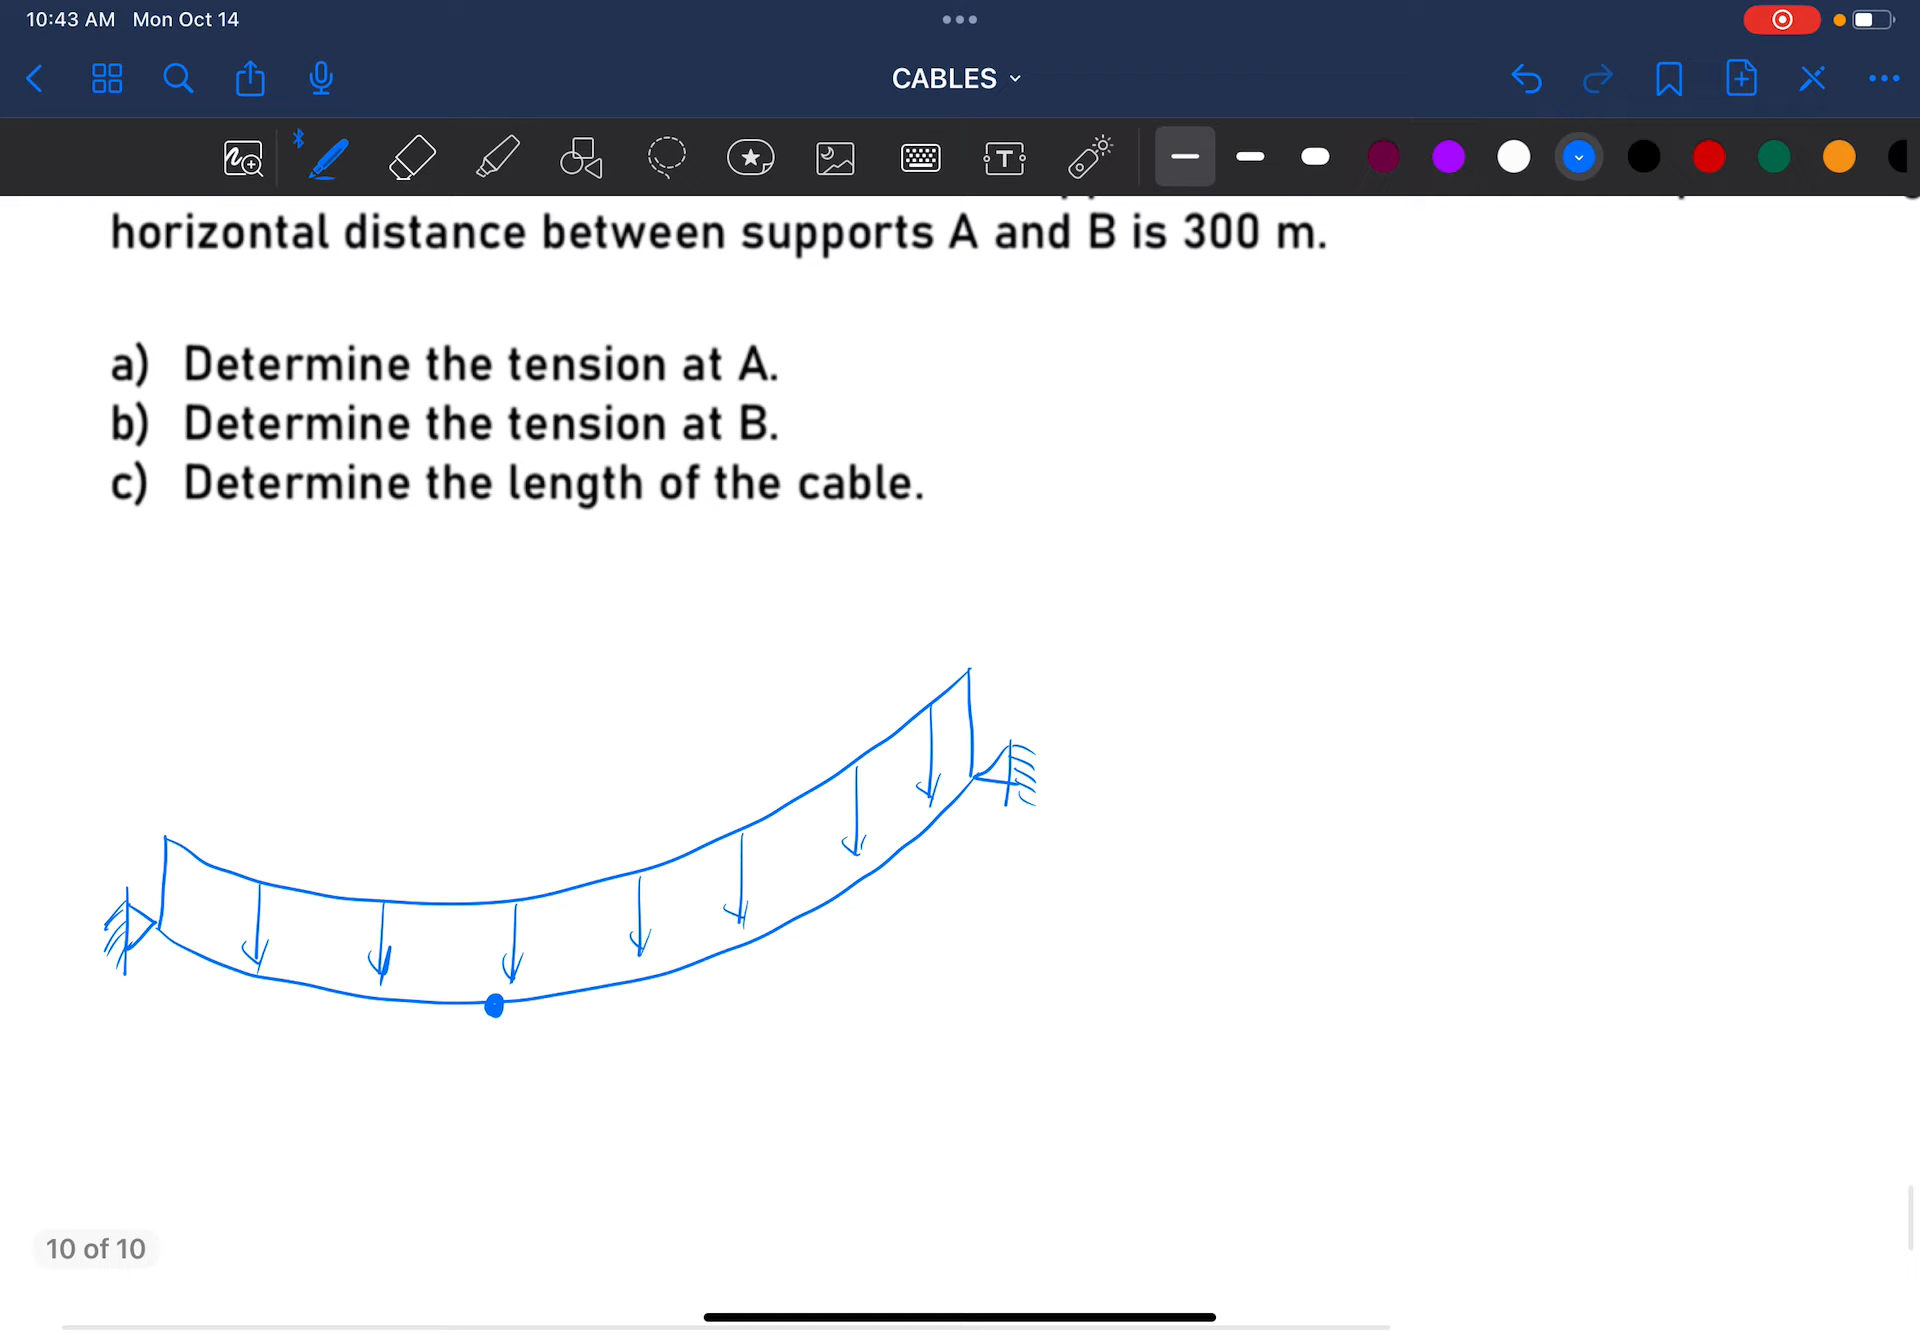 10:43 AM Mon Oct 14
CABLES
T
horizontal distance between supports A and B is 300 m.
a) Determine the tension at A.
b) Determine the tension at B.
c) Determine the length of the cable.
10 of 10